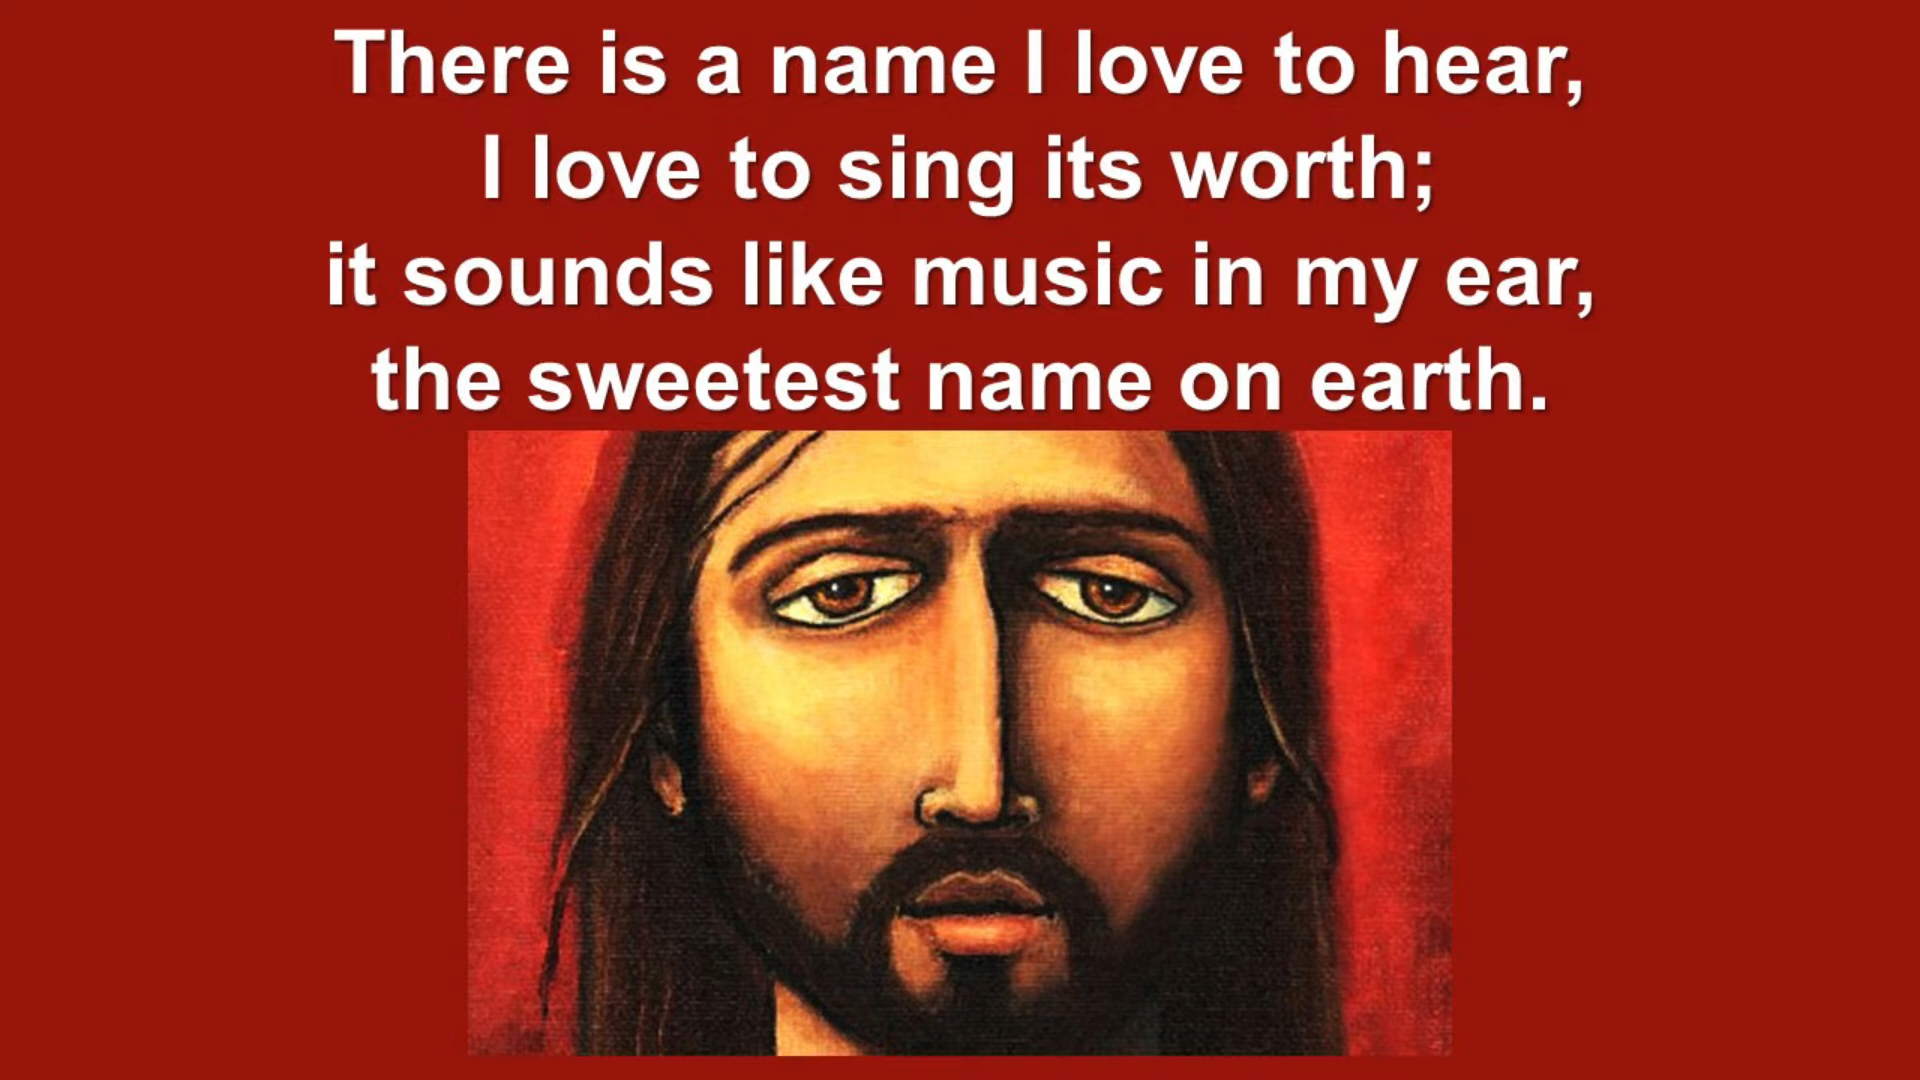 There is a name I love to hear,
I love to sing its worth;
it sounds like music in my ear,
the sweetest name on earth.